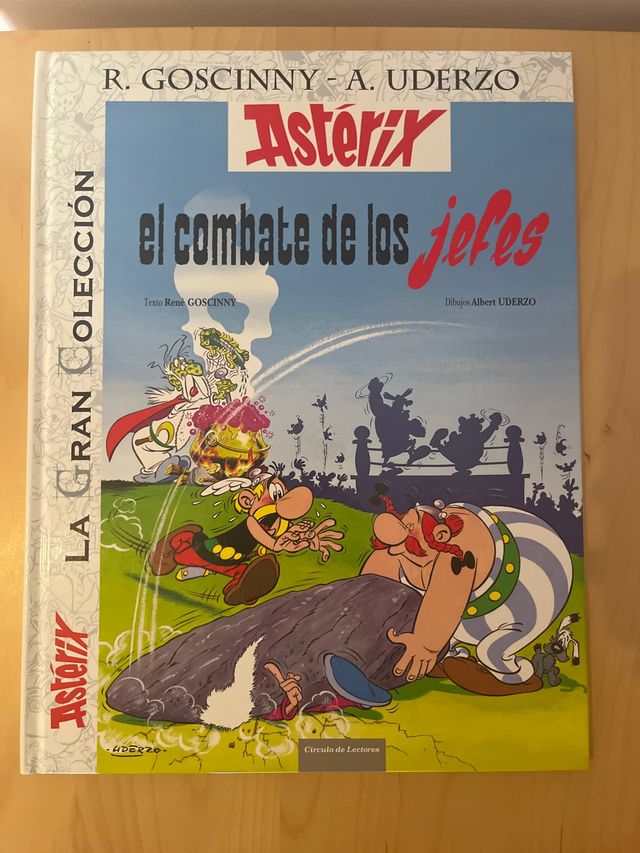 R. GOSCINNY - A. UDERZO
Astérix
el combate de los jefes
Texto René GOSCINNY
Dibujos Albert UDERZO
LA GRAN COLECCIÓN
Astérix
-UDERZO-
Círculo de Lectores